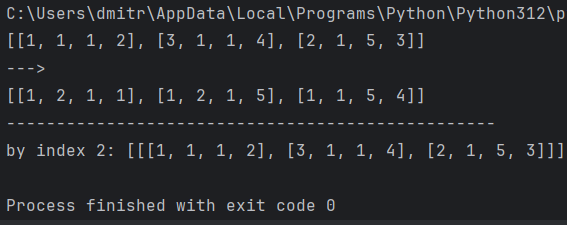 C:\Users\dmitr\AppData\Local\Programs\Python\Python312\p
[[1, 1, 1, 2], [3, 1, 1, 4], [2, 1, 5, 3]]
--->
[[1, 2, 1, 1], [1, 2, 1, 5], [1, 1, 5, 4]]
-------------------------------------------------
by index 2: [[[1, 1, 1, 2], [3, 1, 1, 4], [2, 1, 5, 3]]]
Process finished with exit code 0